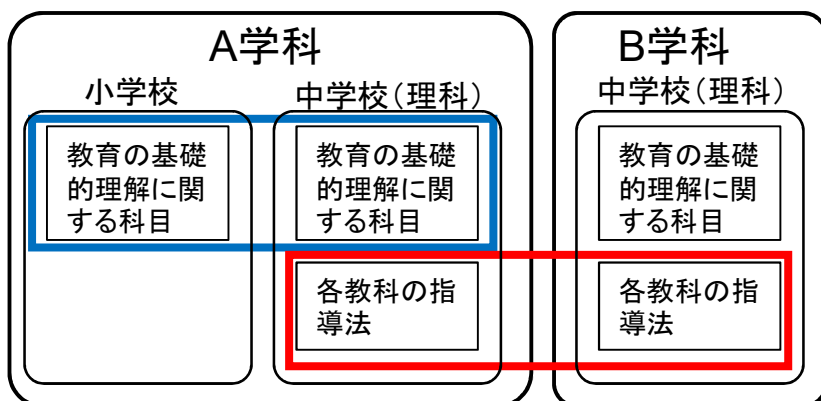 A学科
小学校
教育の基礎
的理解に関
する科目
中学校（理科）
教育の基礎
的理解に関
する科目
各教科の指
導法
B学科
中学校（理科）
教育の基礎
的理解に関
する科目
各教科の指
導法